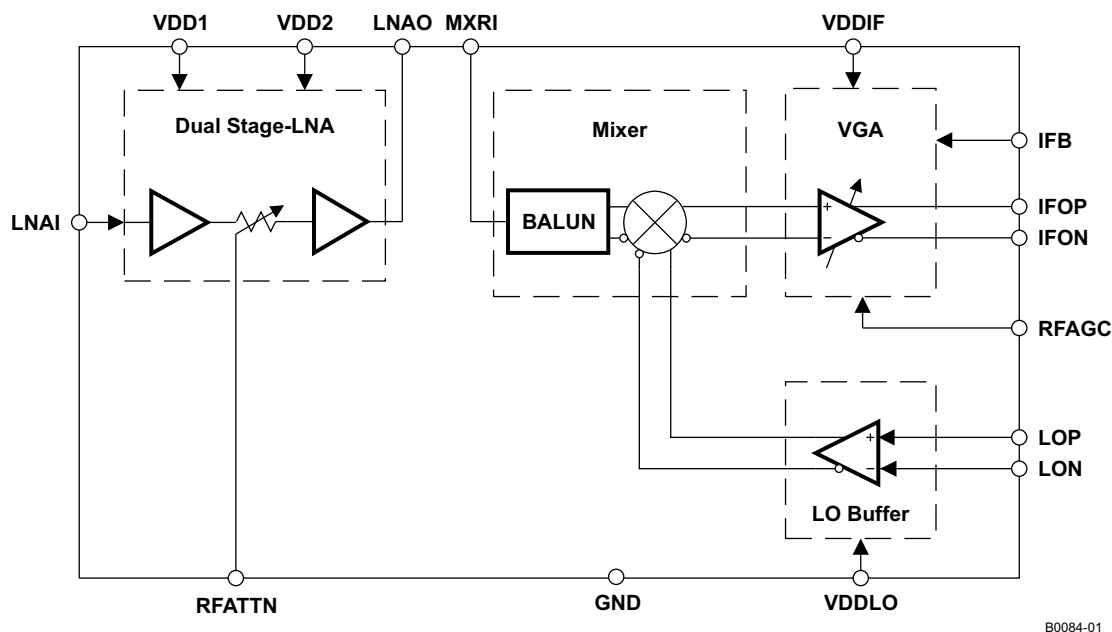 VDD1 VDD2 LNAO MXRI VDDIF
Dual Stage-LNA
Mixer
VGA
IFB
LNAI
BALUN
+
−
IFOP
IFON
RFAGC
+
−
LOP
LON
LO Buffer
RFATTN
GND
VDDLO
B0084-01